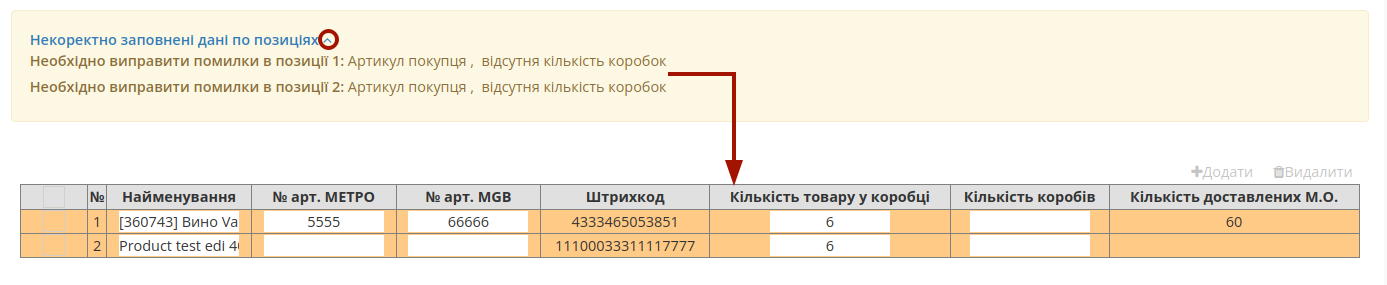 Некоректно заповнені дані по позиціях
Необхідно виправити помилки в позиції 1: Артикул покупця , відсутня кількість коробок
Необхідно виправити помилки в позиції 2: Артикул покупця , відсутня кількість коробок
Додати Видалити
№ Найменування № арт. МЕТРО № арт. MGB Штрихкод Кількість товару у коробці Кількість коробів Кількість доставлених М.О.
1 [360743] Вино Va 5555 66666 4333465053851 6 60
2 Product test edi 4 11100033311117777 6